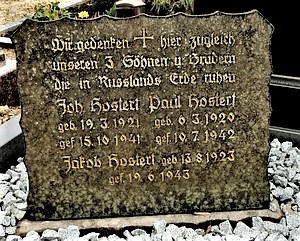 Wir gedenken hier zugleich
unseren 3 Söhnen u. Brüdern
die in Russlands Erde ruhen
Joh Hostert Paul Hostert
geb. 19.3.1921 geb. 6.3.1920
gef 15.10.1941 gef 10.7.1942
Jakob Hostert geb 13.8.1923
gef. 19.6.1943